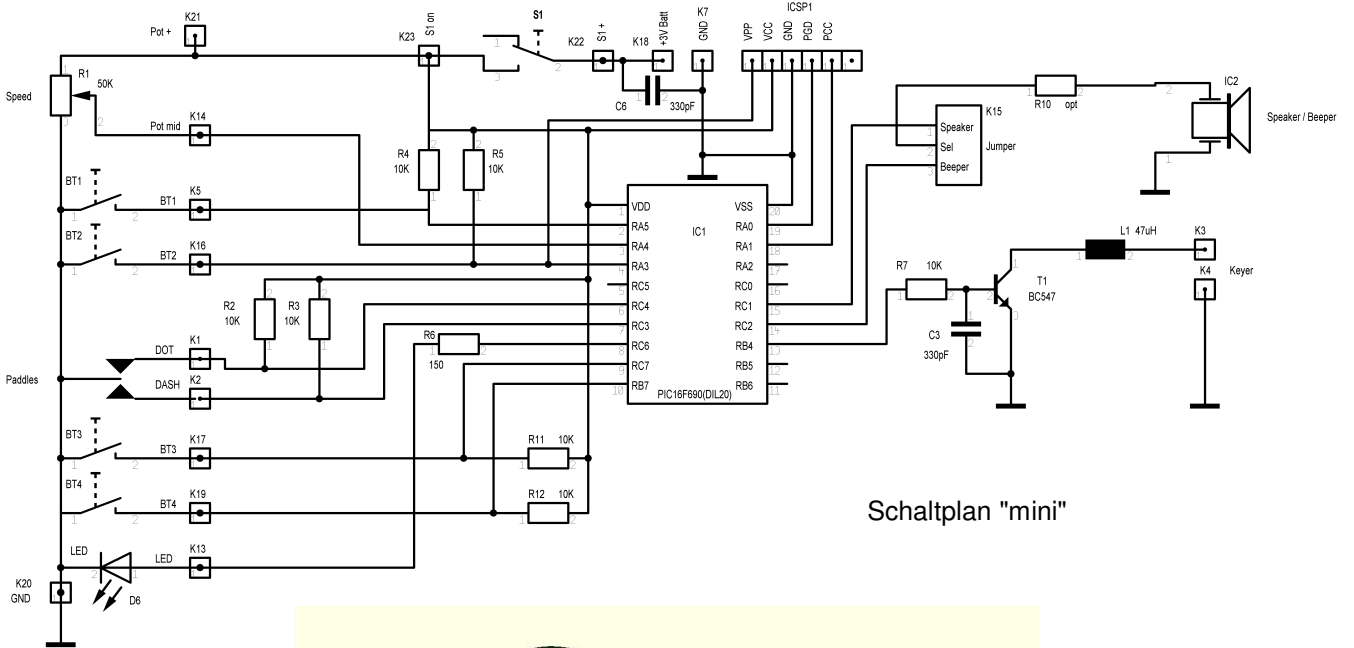 K21
Pot +
K23
S1 on
S1
K22
S1 +
K18
+3V Batt
K7
GND
ICSP1
VPP
VCC
GND
PGD
PCC
R1
50K
Speed
Pot mid
K14
C6
330pF
R10 opt
IC2
Speaker / Beeper
K15
Speaker
Sel
Beeper
Jumper
R4
10K
R5
10K
BT1
BT1
K5
BT2
BT2
K16
IC1
VDD
RA5
RA4
RA3
RC5
RC4
RC3
RC6
RC7
RB7
VSS
RA0
RA1
RA2
RC0
RC1
RC2
RB4
RB5
RB6
PIC16F690(DIL20)
L1 47uH
K3
K4
Keyer
R7 10K
T1
BC547
C3
330pF
R2
10K
R3
10K
R6
150
DOT
K1
DASH
K2
Paddles
BT3
BT3
K17
R11 10K
BT4
BT4
K19
R12 10K
LED
LED
K13
D6
K20
GND
Schaltplan "mini"